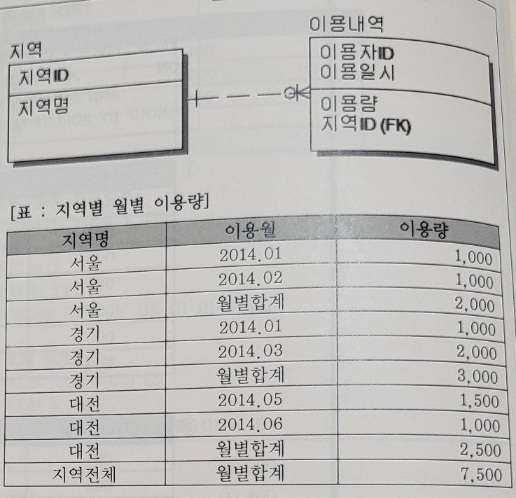 지역
지역ID
지역명
이용내역
이용자ID
이용일시
이용량
지역ID (FK)
[표 : 지역별 월별 이용량]
지역명 이용월 이용량
서울 2014.01 1,000
서울 2014.02 1,000
서울 월별합계 2,000
경기 2014.01 1,000
경기 2014.03 2,000
경기 월별합계 3,000
대전 2014.05 1,500
대전 2014.06 1,000
대전 월별합계 2,500
지역전체 월별합계 7,500